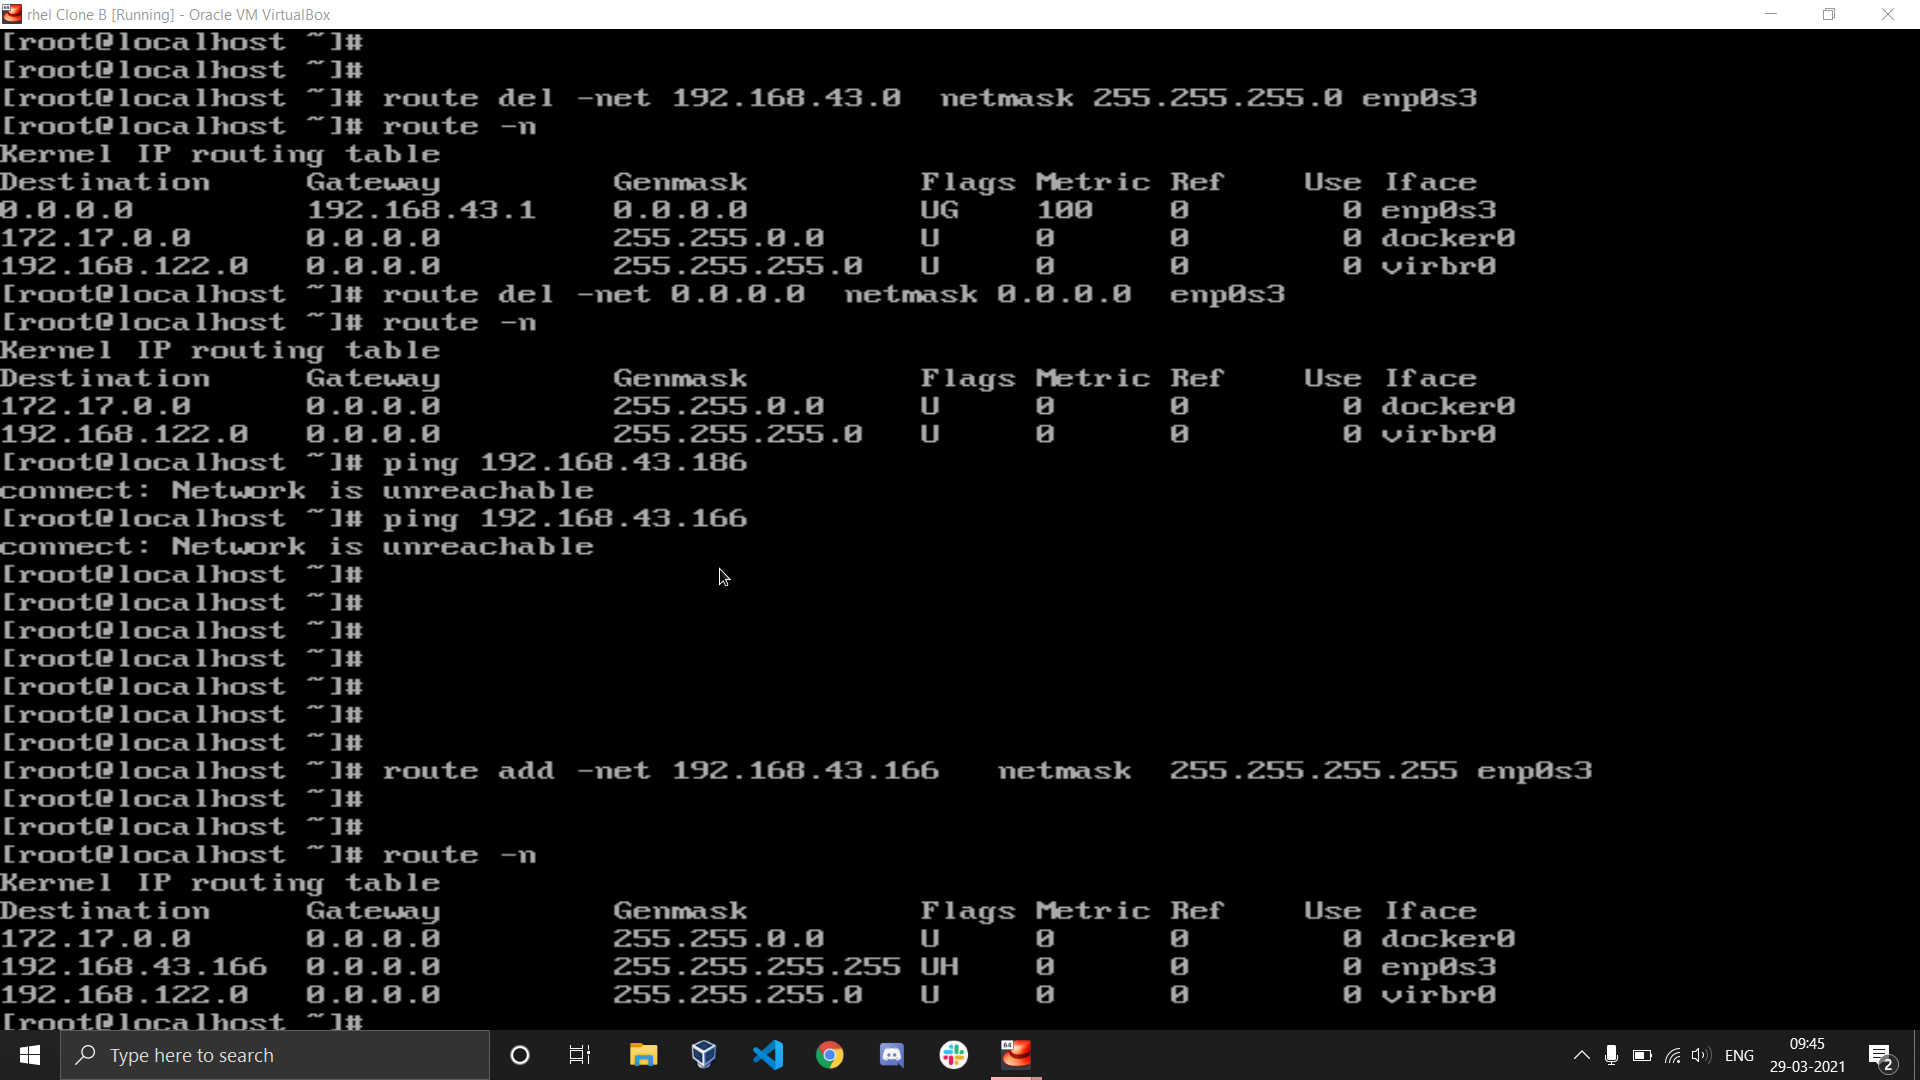 rhel Clone B [Running] - Oracle VM VirtualBox
[root@localhost ~]#
[root@localhost ~]#
[root@localhost ~]# route del -net 192.168.43.0  netmask 255.255.255.0 enp0s3
[root@localhost ~]# route -n
Kernel IP routing table
Destination     Gateway         Genmask         Flags Metric Ref    Use Iface
0.0.0.0         192.168.43.1    0.0.0.0         UG    100    0        0 enp0s3
172.17.0.0      0.0.0.0         255.255.0.0     U     0      0        0 docker0
192.168.122.0   0.0.0.0         255.255.255.0   U     0      0        0 virbr0
[root@localhost ~]# route del -net 0.0.0.0  netmask 0.0.0.0  enp0s3
[root@localhost ~]# route -n
Kernel IP routing table
Destination     Gateway         Genmask         Flags Metric Ref    Use Iface
172.17.0.0      0.0.0.0         255.255.0.0     U     0      0        0 docker0
192.168.122.0   0.0.0.0         255.255.255.0   U     0      0        0 virbr0
[root@localhost ~]# ping 192.168.43.186
connect: Network is unreachable
[root@localhost ~]# ping 192.168.43.166
connect: Network is unreachable
[root@localhost ~]#
[root@localhost ~]#
[root@localhost ~]#
[root@localhost ~]#
[root@localhost ~]#
[root@localhost ~]#
[root@localhost ~]#
[root@localhost ~]# route add -net 192.168.43.166   netmask  255.255.255.255 enp0s3
[root@localhost ~]#
[root@localhost ~]#
[root@localhost ~]# route -n
Kernel IP routing table
Destination     Gateway         Genmask         Flags Metric Ref    Use Iface
172.17.0.0      0.0.0.0         255.255.0.0     U     0      0        0 docker0
192.168.43.166  0.0.0.0         255.255.255.255 UH    0      0        0 enp0s3
192.168.122.0   0.0.0.0         255.255.255.0   U     0      0        0 virbr0
[root@localhost ~]#
Type here to search
64
ENG
09:45
29-03-2021
2